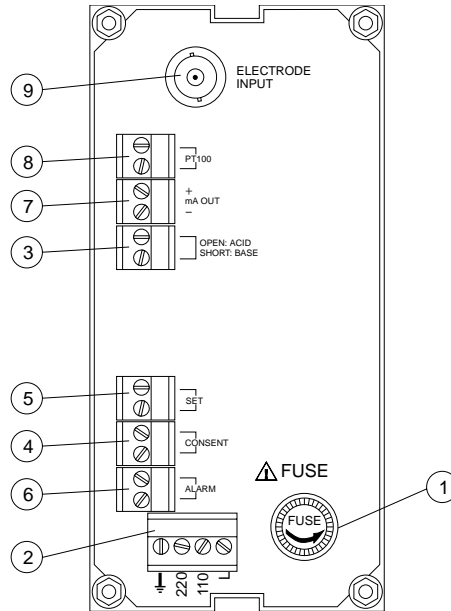 9
ELECTRODE
INPUT
8
PT100
7
+
mA OUT
−
3
OPEN: ACID
SHORT: BASE
5
SET
4
CONSENT
6
ALARM
FUSE
1
FUSE
2
220
110
L